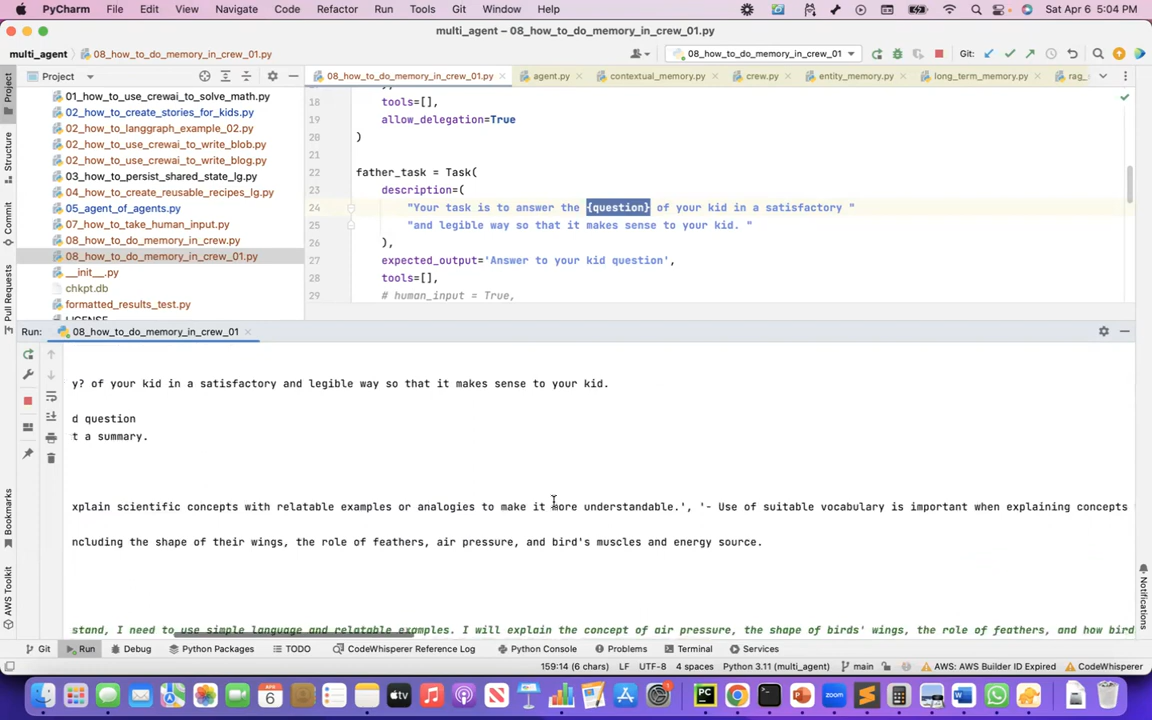 PyCharm File Edit View Navigate Code Refactor Run Tools Git Window Help Sat Apr 6 5:04 PM
multi_agent – 08_how_to_do_memory_in_crew_01.py
multi_agent 08_how_to_do_memory_in_crew_01.py 08_how_to_do_memory_in_crew_01 Git:
Project 08_how_to_do_memory_in_crew_01.py agent.py contextual_memory.py crew.py entity_memory.py long_term_memory.py rag_
01_how_to_use_crewai_to_solve_math.py
02_how_to_create_stories_for_kids.py
02_how_to_langgraph_example_02.py
02_how_to_use_crewai_to_write_blob.py
02_how_to_use_crewai_to_write_blog.py
03_how_to_persist_shared_state_lg.py
04_how_to_create_reusable_recipes_lg.py
05_agent_of_agents.py
07_how_to_take_human_input.py
08_how_to_do_memory_in_crew.py
08_how_to_do_memory_in_crew_01.py
__init__.py
chkpt.db
formatted_results_test.py
LICENSE
18 tools=[],
19 allow_delegation=True
20 )
21
22 father_task = Task(
23 description=(
24 "Your task is to answer the {question} of your kid in a satisfactory "
25 "and legible way so that it makes sense to your kid. "
26 ),
27 expected_output='Answer to your kid question',
28 tools=[],
29 # human_input = True,
Run: 08_how_to_do_memory_in_crew_01
y? of your kid in a satisfactory and legible way so that it makes sense to your kid.
d question
t a summary.
xplain scientific concepts with relatable examples or analogies to make it more understandable.', '- Use of suitable vocabulary is important when explaining concepts
ncluding the shape of their wings, the role of feathers, air pressure, and bird's muscles and energy source.
stand, I need to use simple language and relatable examples. I will explain the concept of air pressure, the shape of birds' wings, the role of feathers, and how bird
Project
Structure
Commit
Pull Requests
Bookmarks
AWS Toolkit
Notifications
Git Run Debug Python Packages TODO CodeWhisperer Reference Log Python Console Problems Terminal Services
159:14 (6 chars) LF UTF-8 4 spaces Python 3.11 (multi_agent) main AWS: AWS Builder ID Expired CodeWhisperer